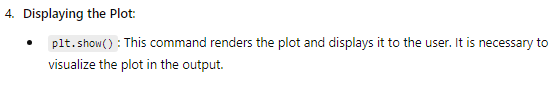 4. Displaying the Plot:
• plt.show() : This command renders the plot and displays it to the user. It is necessary to
visualize the plot in the output.